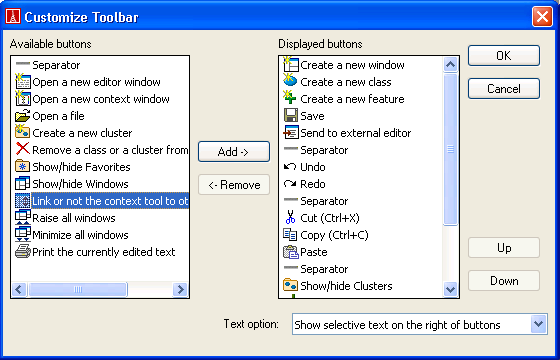 Customize Toolbar
Available buttons
Separator
Open a new editor window
Open a new context window
Open a file
Create a new cluster
Remove a class or a cluster from
Show/hide Favorites
Show/hide Windows
Link or not the context tool to ot
Raise all windows
Minimize all windows
Print the currently edited text
Add ->
<- Remove
Displayed buttons
Create a new window
Create a new class
Create a new feature
Save
Send to external editor
Separator
Undo
Redo
Separator
Cut (Ctrl+X)
Copy (Ctrl+C)
Paste
Separator
Show/hide Clusters
OK
Cancel
Up
Down
Text option:
Show selective text on the right of buttons